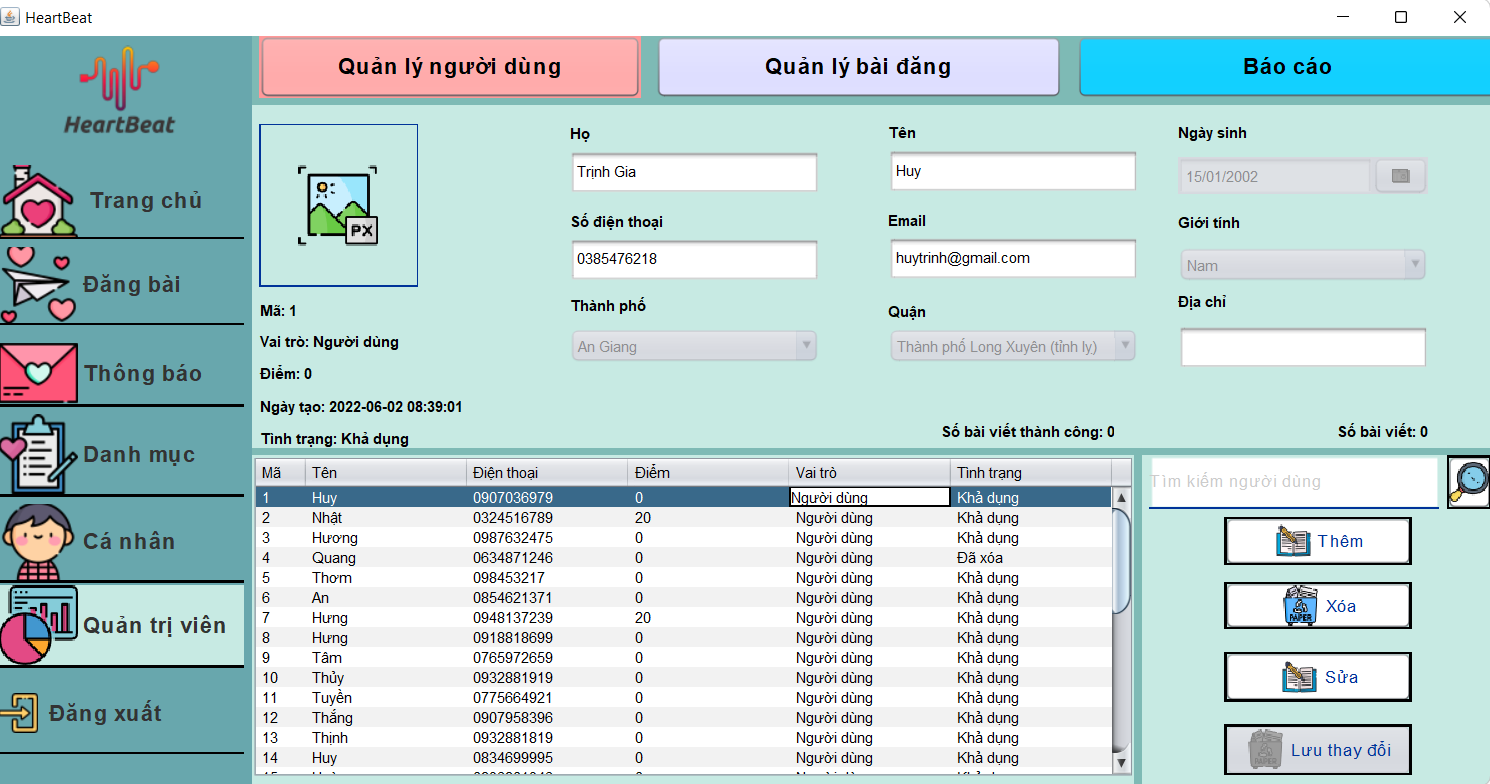 HeartBeat
HeartBeat
Trang chủ
Đăng bài
Thông báo
Danh mục
Cá nhân
Quản trị viên
Đăng xuất
Quản lý người dùng
Quản lý bài đăng
Báo cáo
PX
Mã: 1
Vai trò: Người dùng
Điểm: 0
Ngày tạo: 2022-06-02 08:39:01
Tình trạng: Khả dụng
Họ
Trịnh Gia
Tên
Huy
Ngày sinh
15/01/2002
Số điện thoại
0385476218
Email
huytrinh@gmail.com
Giới tính
Nam
Thành phố
An Giang
Quận
Thành phố Long Xuyên (tỉnh lỵ)
Địa chỉ
Số bài viết thành công: 0
Số bài viết: 0
Mã Tên Điện thoại Điểm Vai trò Tình trạng
1 Huy 0907036979 0 Người dùng Khả dụng
2 Nhật 0324516789 20 Người dùng Khả dụng
3 Hương 0987632475 0 Người dùng Khả dụng
4 Quang 0634871246 0 Người dùng Đã xóa
5 Thơm 098453217 0 Người dùng Khả dụng
6 An 0854621371 0 Người dùng Khả dụng
7 Hưng 0948137239 20 Người dùng Khả dụng
8 Hưng 0918818699 0 Người dùng Khả dụng
9 Tâm 0765972659 0 Người dùng Khả dụng
10 Thủy 0932881919 0 Người dùng Khả dụng
11 Tuyền 0775664921 0 Người dùng Khả dụng
12 Thắng 0907958396 0 Người dùng Khả dụng
13 Thịnh 0932881819 0 Người dùng Khả dụng
14 Huy 0834699995 0 Người dùng Khả dụng
Tìm kiếm người dùng
Thêm
PAPER
Xóa
Sửa
PAPER
Lưu thay đổi